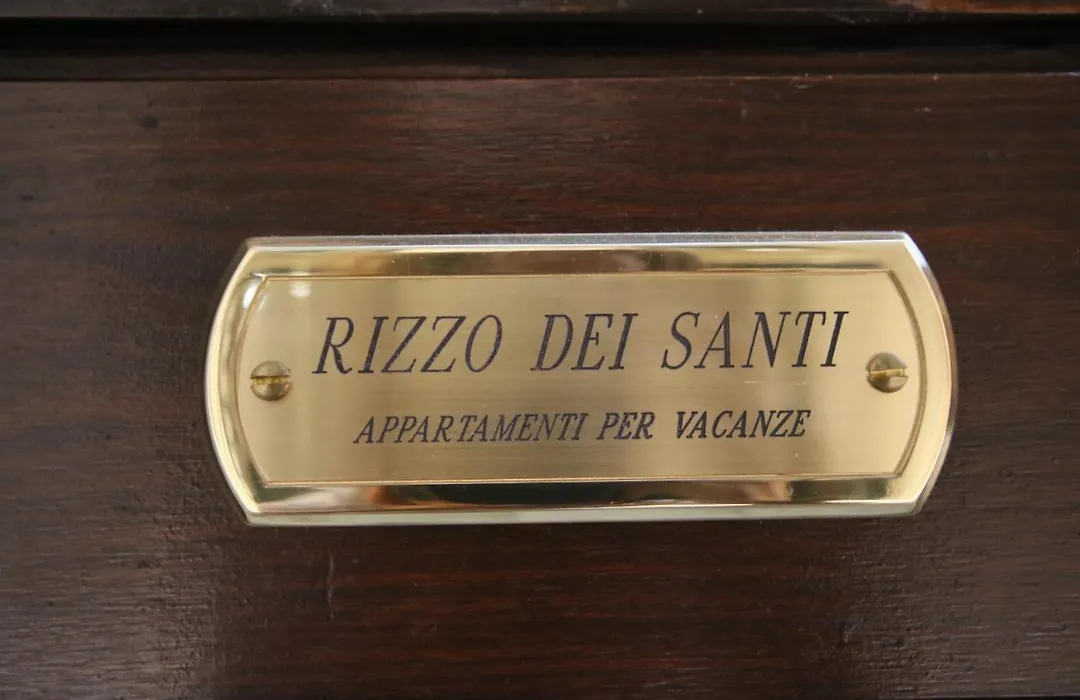 RIZZO DEI SANTI
APPARTAMENTI PER VACANZE